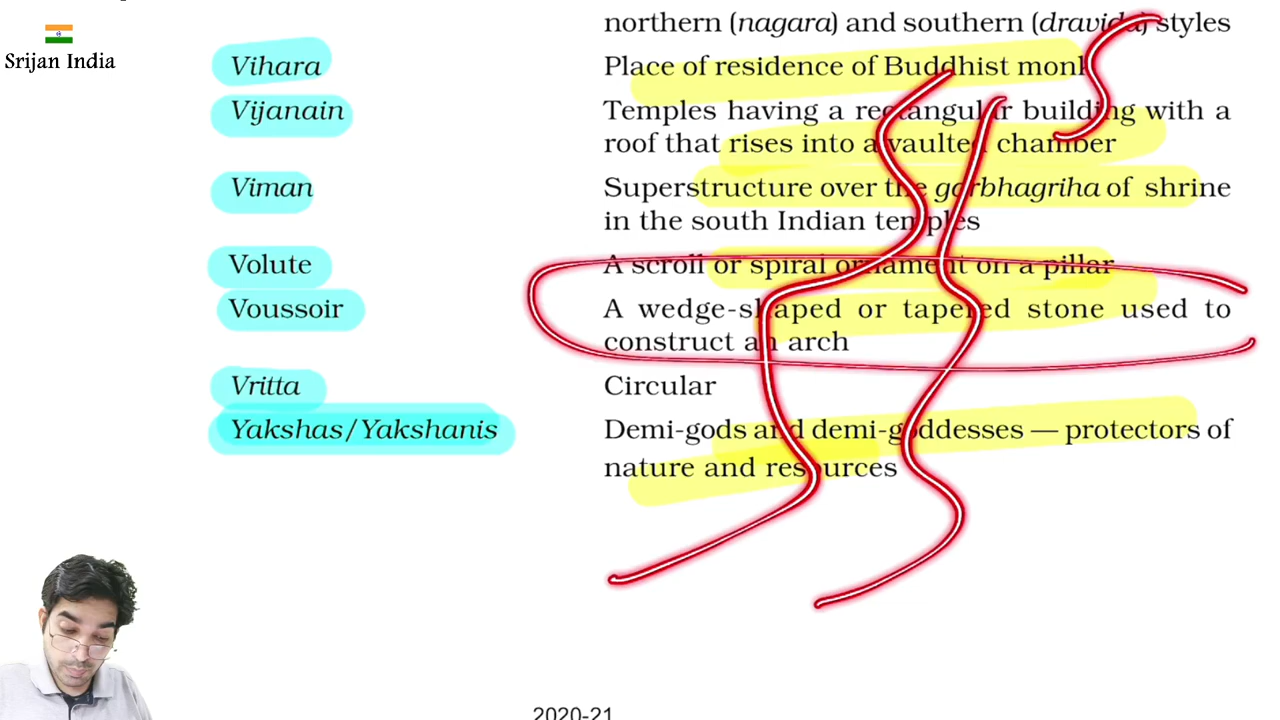 northern (nagara) and southern (dravida) styles
Srijan India
Vihara Place of residence of Buddhist monk
Vijanain Temples having a rectangular building with a
roof that rises into a vaulted chamber
Viman Superstructure over the garbhagriha of shrine
in the south Indian temples
Volute A scroll or spiral ornament on a pillar
Voussoir A wedge-shaped or tapered stone used to
construct an arch
Vritta Circular
Yakshas/Yakshanis Demi-gods and demi-goddesses — protectors of
nature and resources
2020-21